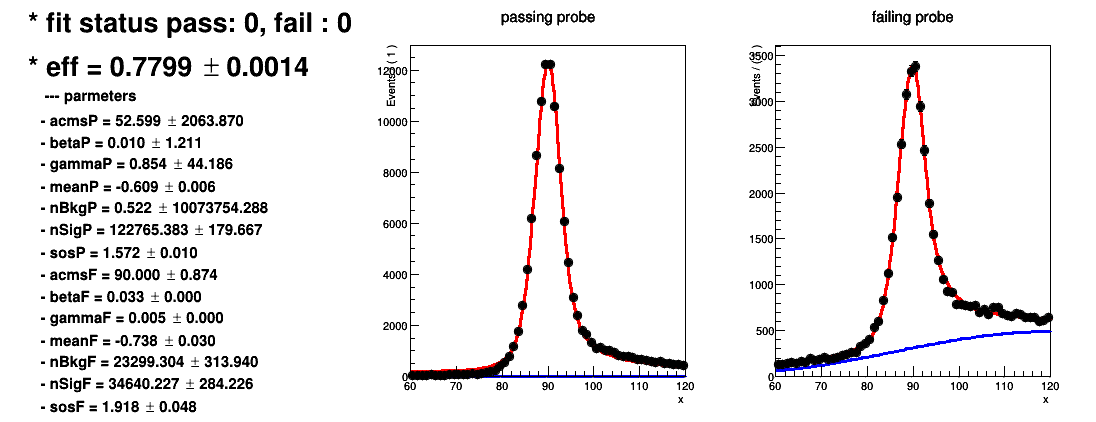 * fit status pass: 0, fail : 0
* eff = 0.7799 ± 0.0014
--- parmeters
- acmsP = 52.599 ± 2063.870
- betaP = 0.010 ± 1.211
- gammaP = 0.854 ± 44.186
- meanP = -0.609 ± 0.006
- nBkgP = 0.522 ± 10073754.288
- nSigP = 122765.383 ± 179.667
- sosP = 1.572 ± 0.010
- acmsF = 90.000 ± 0.874
- betaF = 0.033 ± 0.000
- gammaF = 0.005 ± 0.000
- meanF = -0.738 ± 0.030
- nBkgF = 23299.304 ± 313.940
- nSigF = 34640.227 ± 284.226
- sosF = 1.918 ± 0.048
passing probe
Events / ( 1 )
12000
10000
8000
6000
4000
2000
0
60 70 80 90 100 110 120
x
failing probe
Events / ( 1 )
3500
3000
2500
2000
1500
1000
500
0
60 70 80 90 100 110 120
x